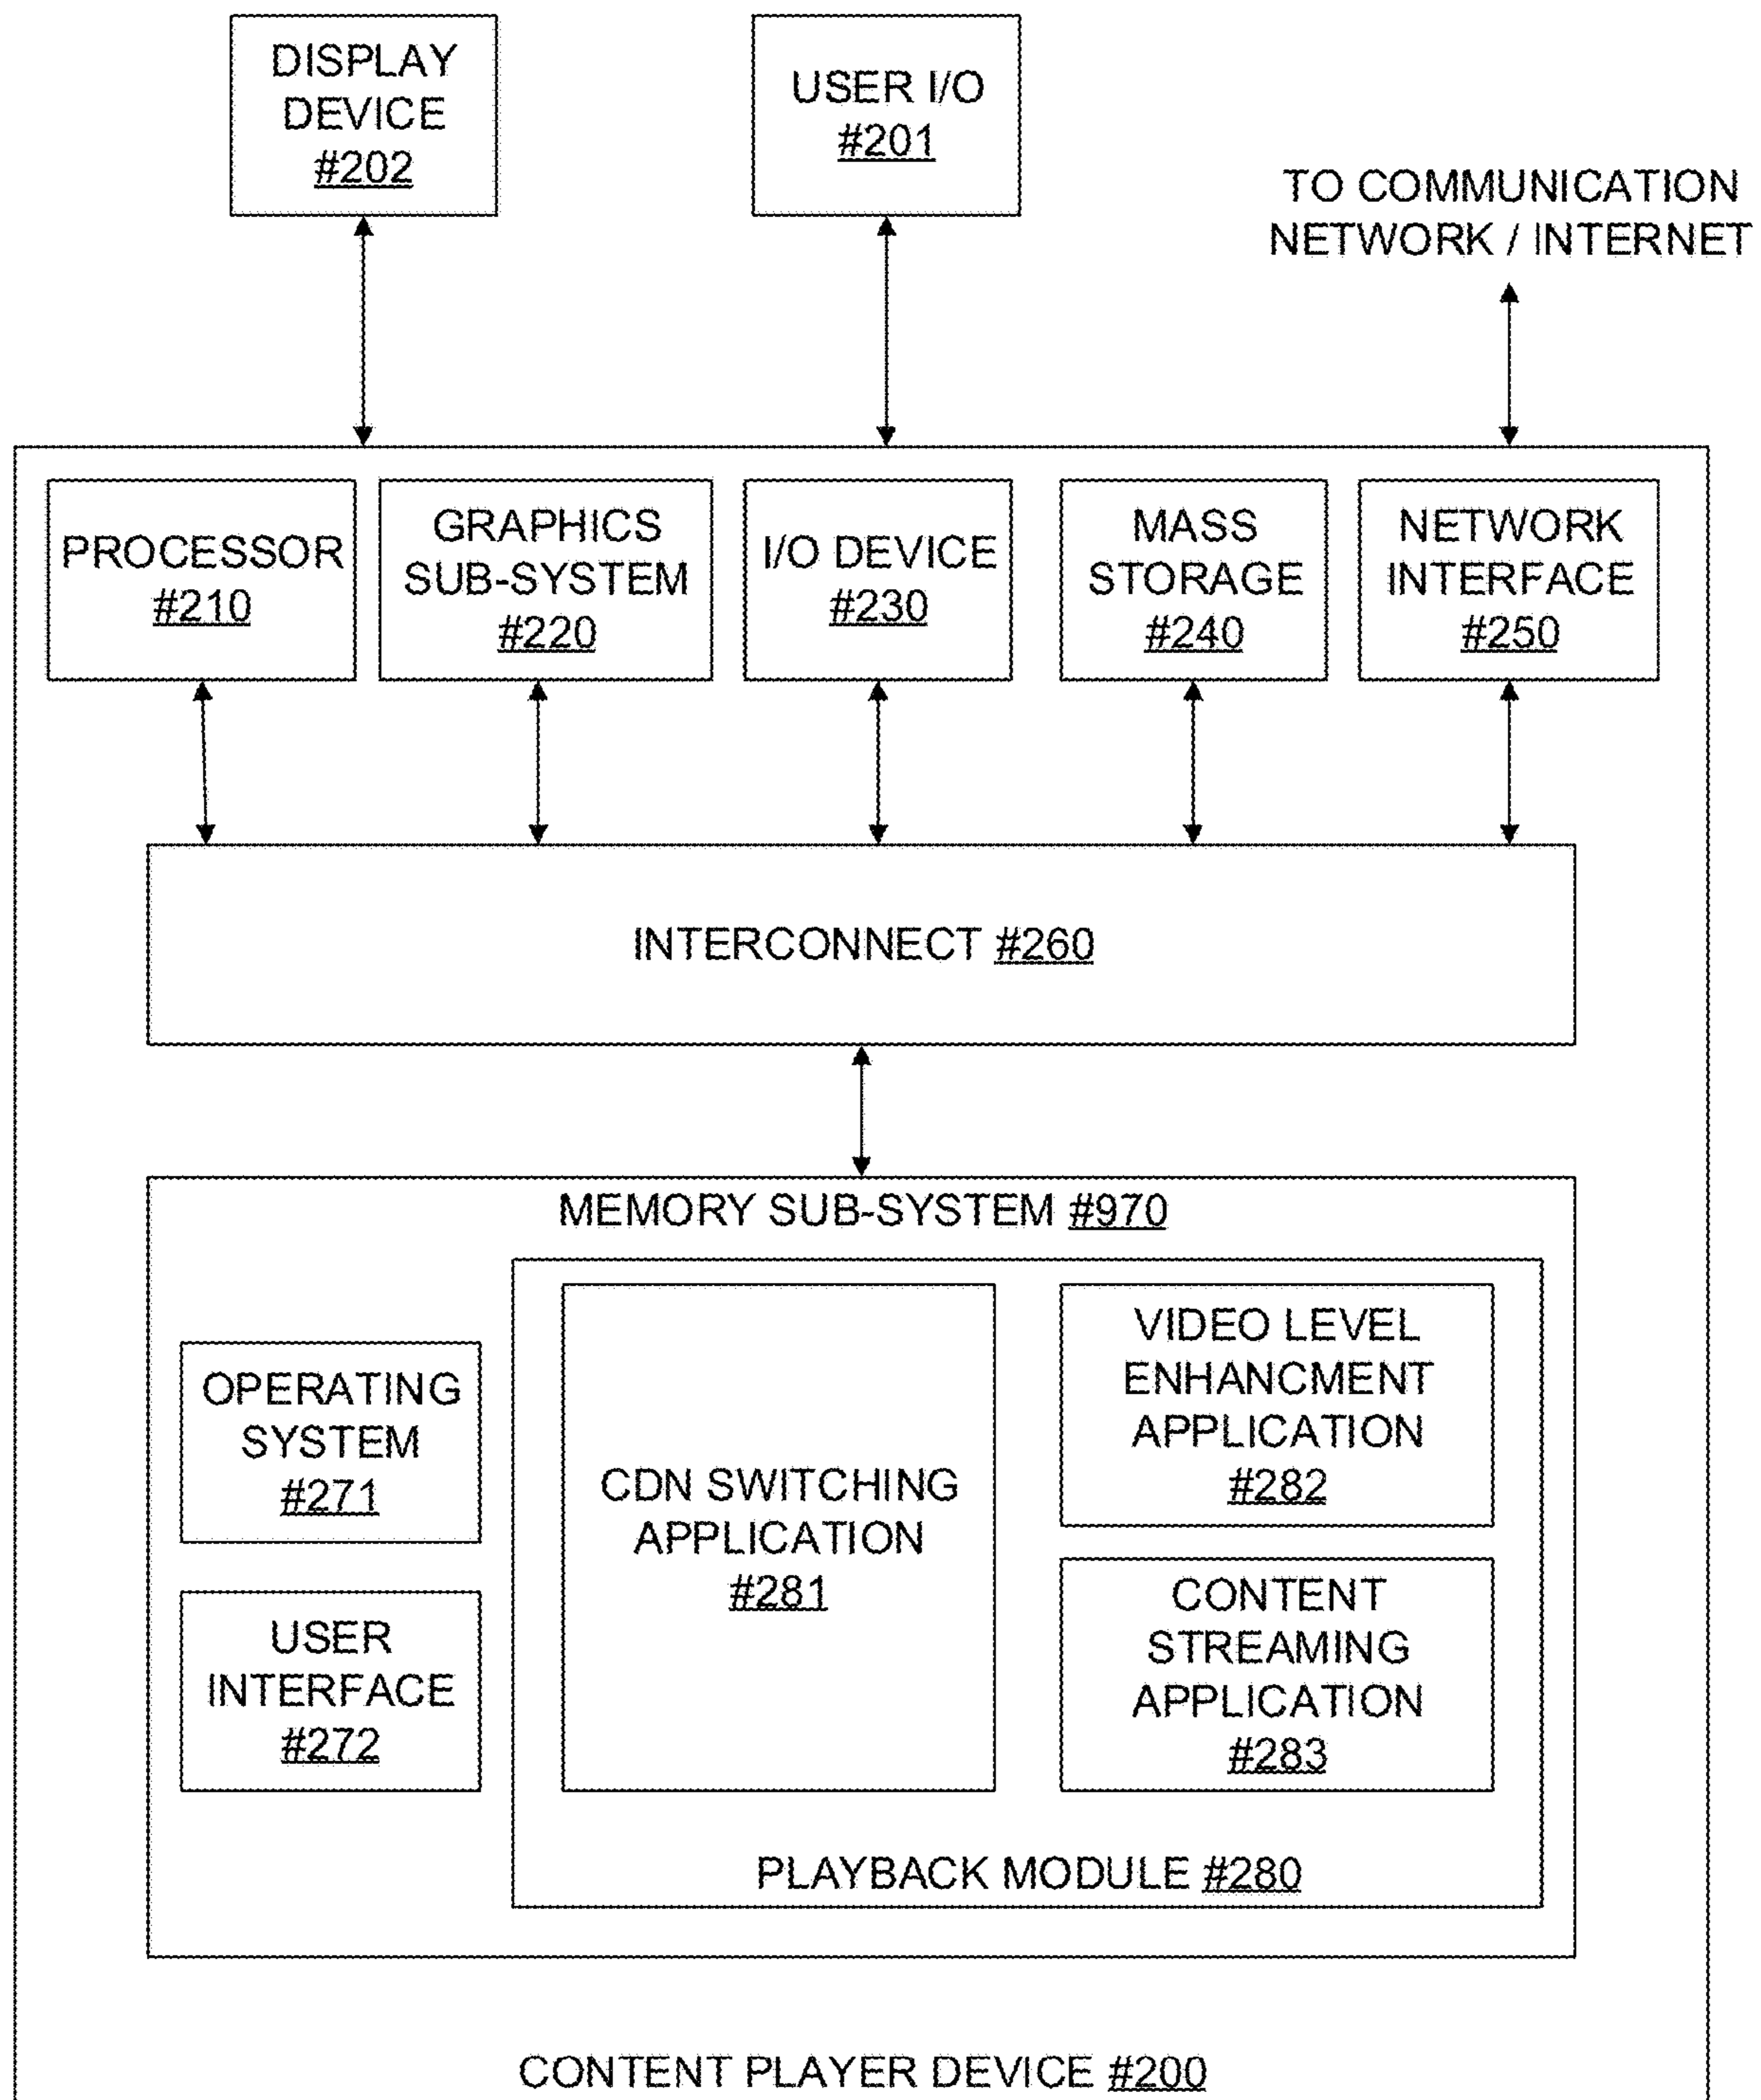 DISPLAY
DEVICE
#202
USER I/O
#201
TO COMMUNICATION
NETWORK / INTERNET
PROCESSOR
#210
GRAPHICS
SUB-SYSTEM
#220
I/O DEVICE
#230
MASS
STORAGE
#240
NETWORK
INTERFACE
#250
INTERCONNECT #260
MEMORY SUB-SYSTEM #970
OPERATING
SYSTEM
#271
USER
INTERFACE
#272
CDN SWITCHING
APPLICATION
#281
VIDEO LEVEL
ENHANCMENT
APPLICATION
#282
CONTENT
STREAMING
APPLICATION
#283
PLAYBACK MODULE #280
CONTENT PLAYER DEVICE #200